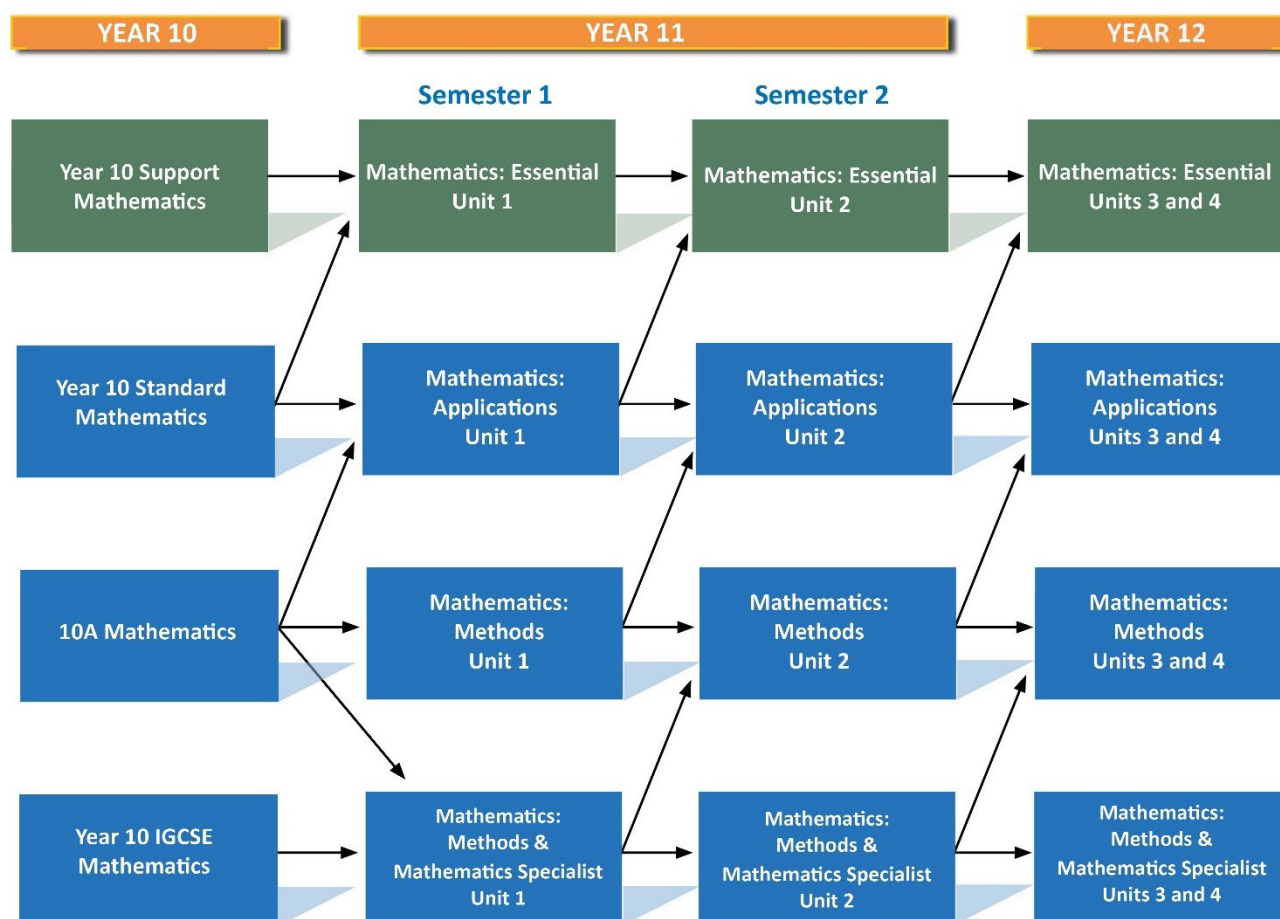 YEAR 10
YEAR 11
YEAR 12
Semester 1
Semester 2
Year 10 Support
Mathematics
Mathematics: Essential
Unit 1
Mathematics: Essential
Unit 2
Mathematics: Essential
Units 3 and 4
Year 10 Standard
Mathematics
Mathematics:
Applications
Unit 1
Mathematics:
Applications
Unit 2
Mathematics:
Applications
Units 3 and 4
10A Mathematics
Mathematics:
Methods
Unit 1
Mathematics:
Methods
Unit 2
Mathematics:
Methods
Units 3 and 4
Year 10 IGCSE
Mathematics
Mathematics:
Methods &
Mathematics Specialist
Unit 1
Mathematics:
Methods &
Mathematics Specialist
Unit 2
Mathematics:
Methods &
Mathematics Specialist
Units 3 and 4